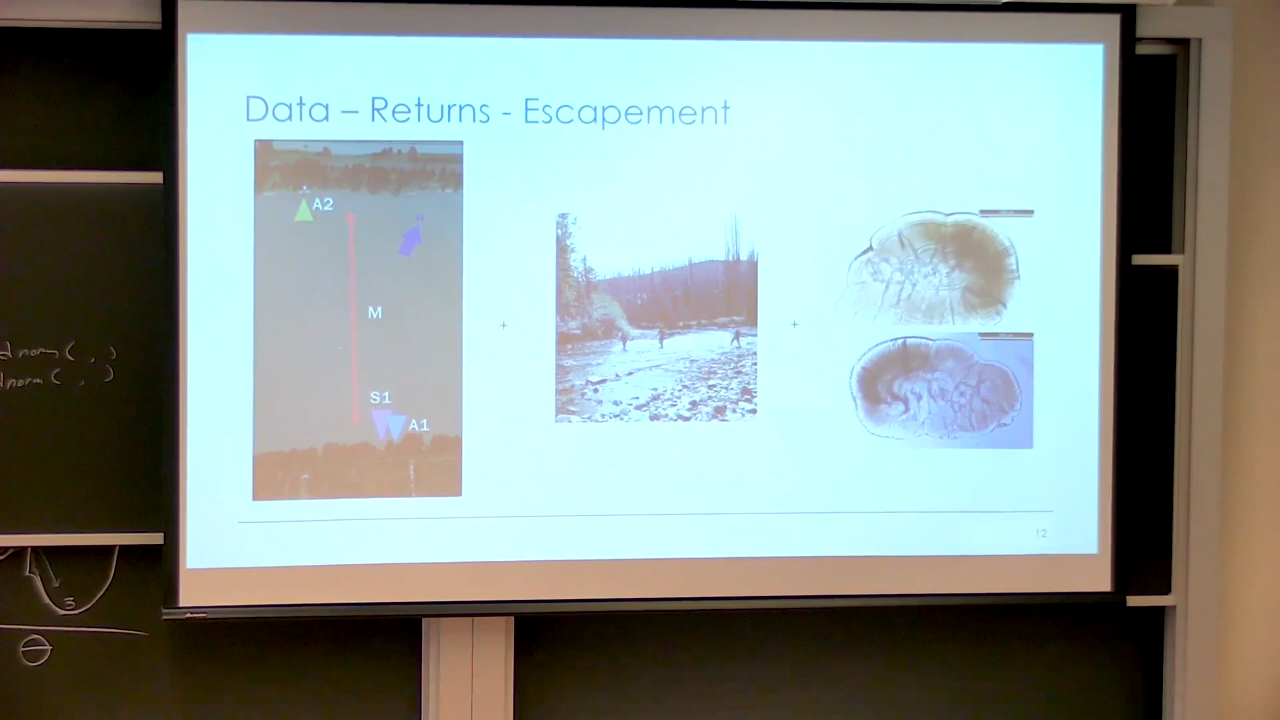 Data – Returns - Escapement
A2
M
S1
A1
+
+
12
dnorm( , )
dnorm( , )
θ